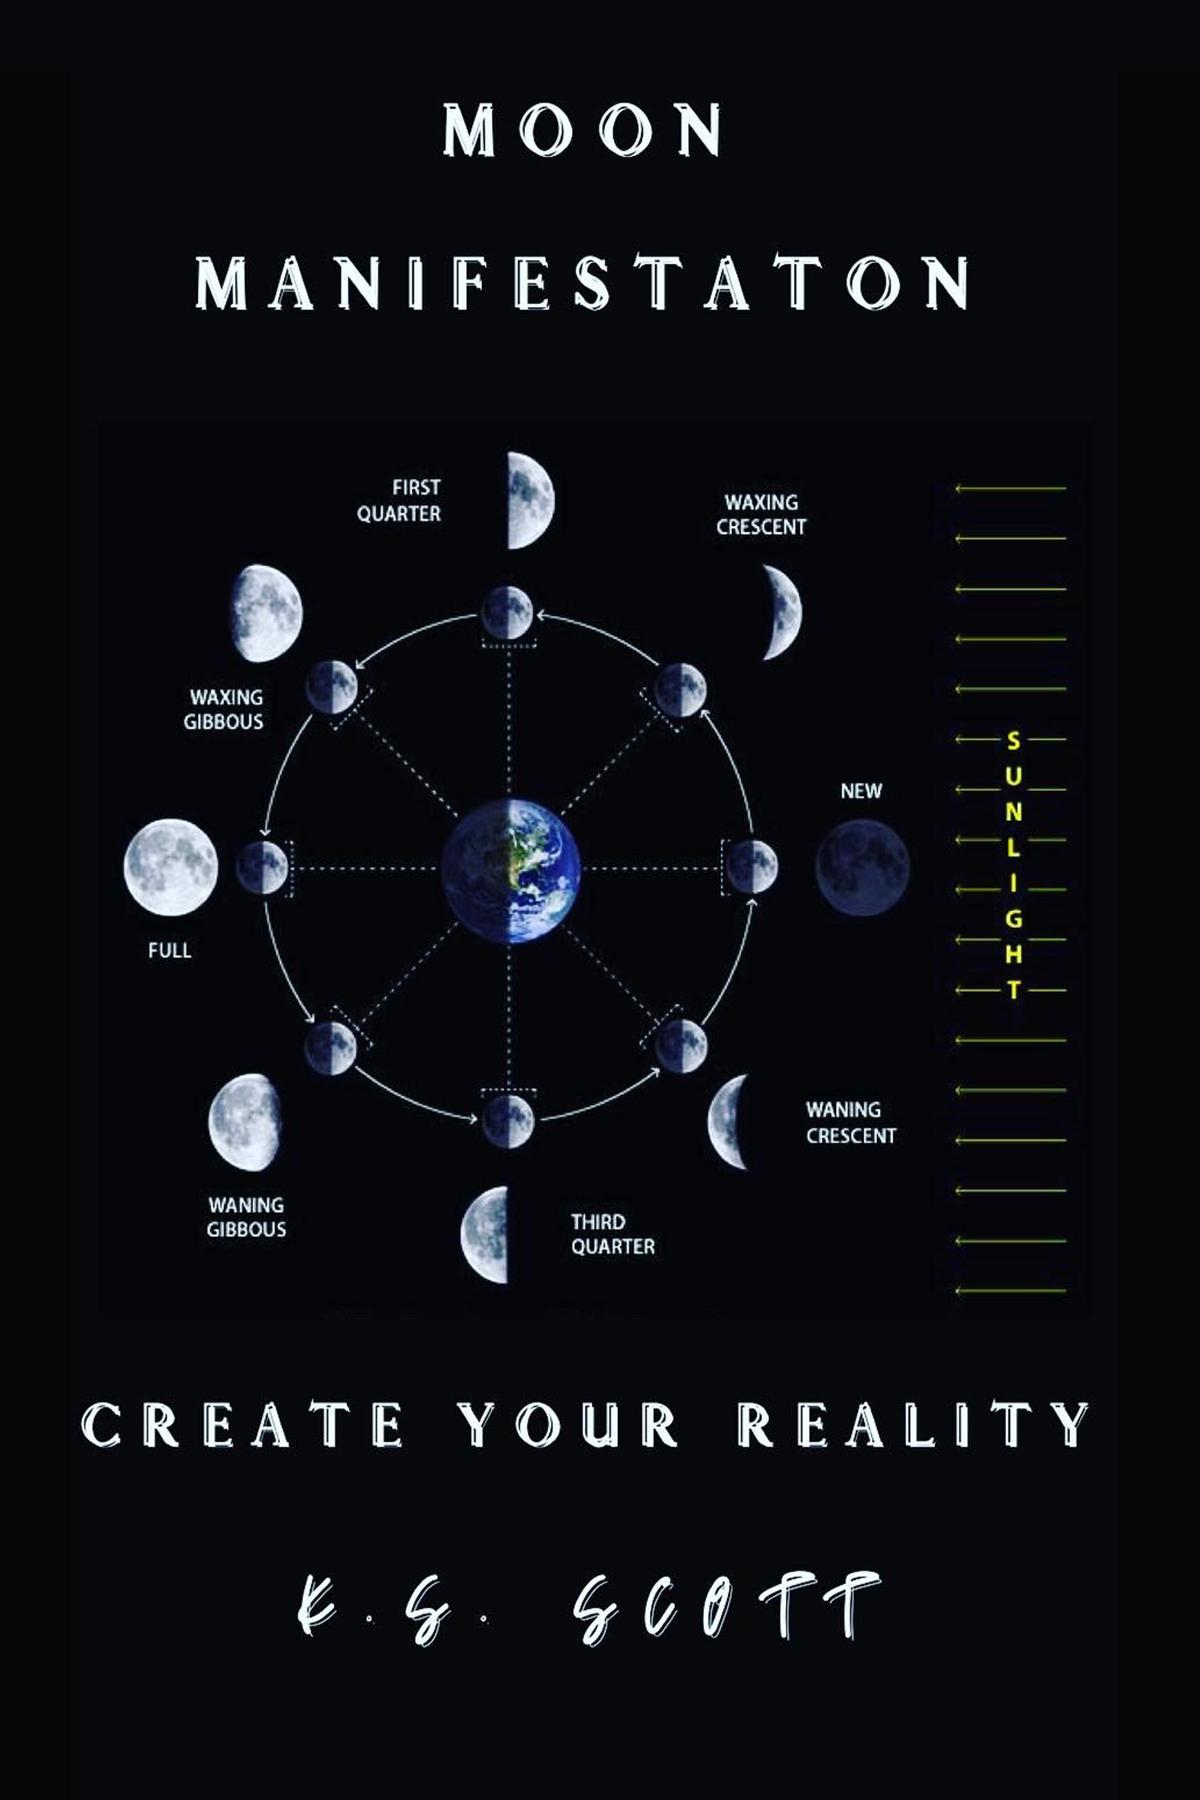 MOON
MANIFESTATON
FIRST
QUARTER
WAXING
CRESCENT
WAXING
GIBBOUS
NEW
SUNLIGHT
FULL
WANING
CRESCENT
WANING
GIBBOUS
THIRD
QUARTER
CREATE YOUR REALITY
K.S. SCOTT